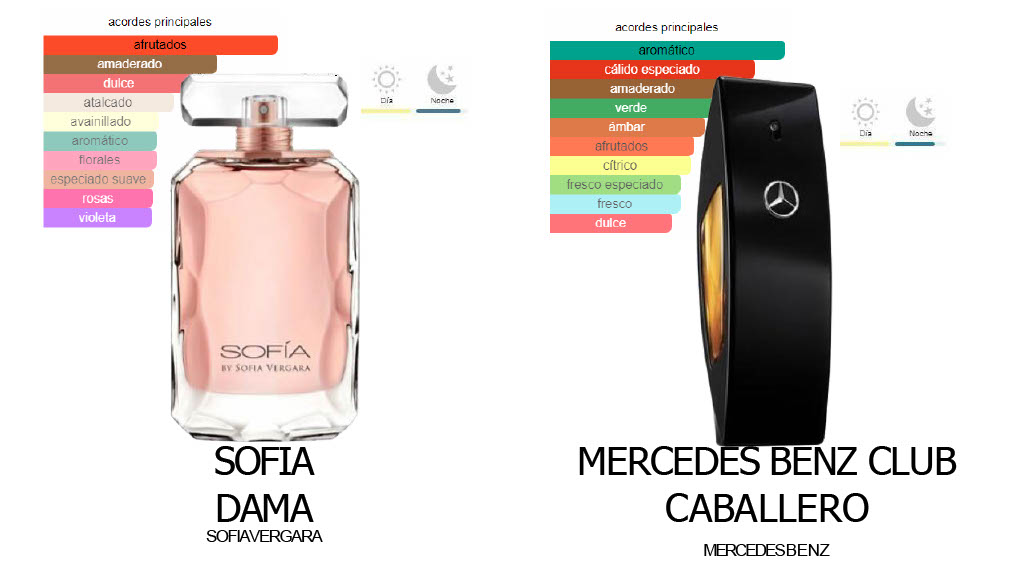 acordes principales
afrutados
amaderado
dulce
atalcado
avainillado
aromático
florales
especiado suave
rosas
violeta
Día
Noche
SOFÍA
BY SOFIA VERGARA
SOFIA
DAMA
SOFIAVERGARA
acordes principales
aromático
cálido especiado
amaderado
verde
ámbar
afrutados
cítrico
fresco especiado
fresco
dulce
Día
Noche
MERCEDES BENZ CLUB
CABALLERO
MERCEDESBENZ